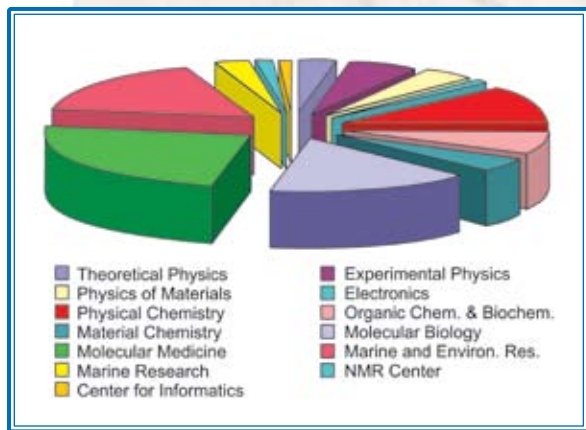 Theoretical Physics
Experimental Physics
Physics of Materials
Electronics
Physical Chemistry
Organic Chem. & Biochem.
Material Chemistry
Molecular Biology
Molecular Medicine
Marine and Environ. Res.
Marine Research
NMR Center
Center for Informatics